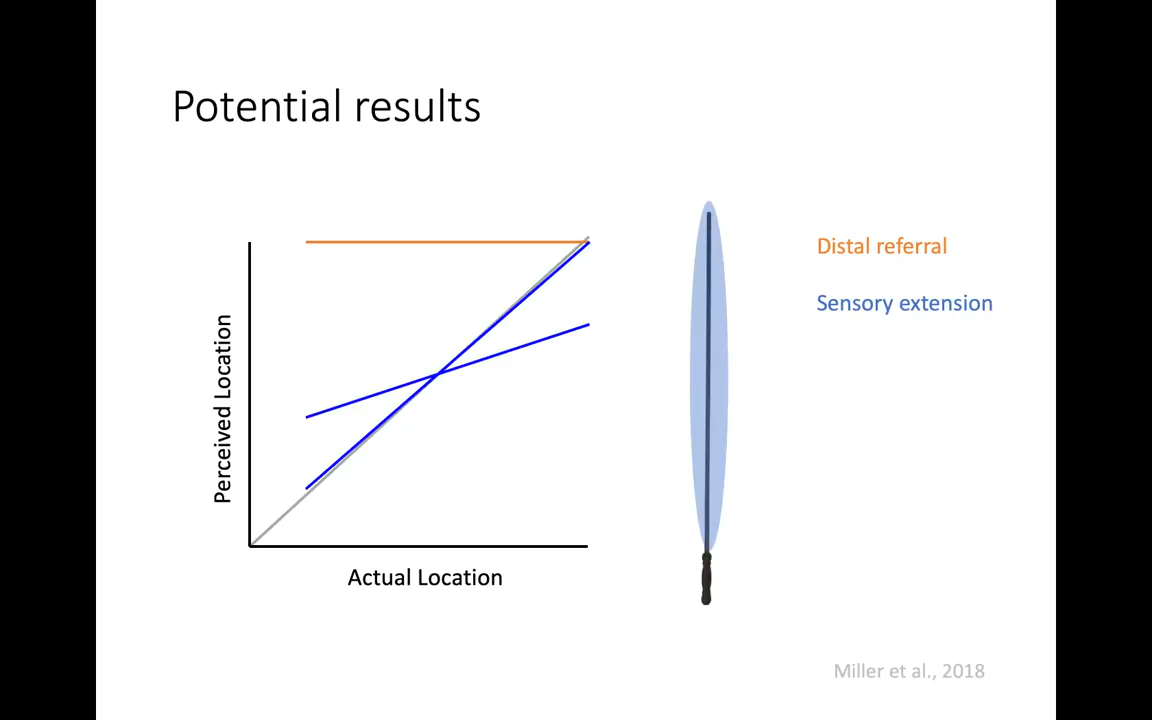 Potential results
Distal referral
Sensory extension
Perceived Location
Actual Location
Miller et al., 2018